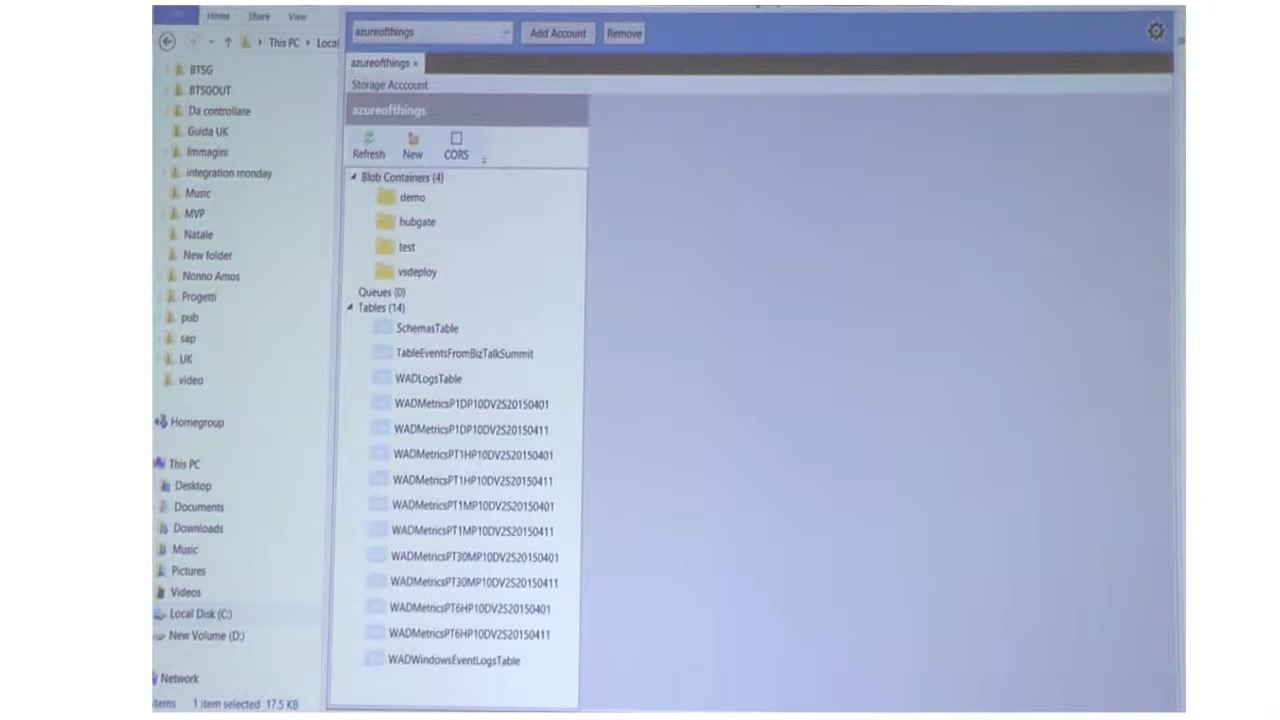 Home Share View
This PC Local
BTSG
BTSGOUT
Da controllare
Guida UK
Immagini
integration monday
Music
MVP
Natale
New folder
Nonno Amos
Progetti
pub
sap
UK
video
Homegroup
This PC
Desktop
Documents
Downloads
Music
Pictures
Videos
Local Disk (C:)
New Volume (D:)
Network
items 1 item selected 17.5 KB
azureofthings
Add Account
Remove
azureofthings ×
Storage Acccount
azureofthings
Refresh New CORS
Blob Containers (4)
demo
hubgate
test
vsdeploy
Queues (0)
Tables (14)
SchemasTable
TableEventsFromBizTalkSummit
WADLogsTable
WADMetricsP1DP10DV2S20150401
WADMetricsP1DP10DV2S20150411
WADMetricsPT1HP10DV2S20150401
WADMetricsPT1HP10DV2S20150411
WADMetricsPT1MP10DV2S20150401
WADMetricsPT1MP10DV2S20150411
WADMetricsPT30MP10DV2S20150401
WADMetricsPT30MP10DV2S20150411
WADMetricsPT6HP10DV2S20150401
WADMetricsPT6HP10DV2S20150411
WADWindowsEventLogsTable